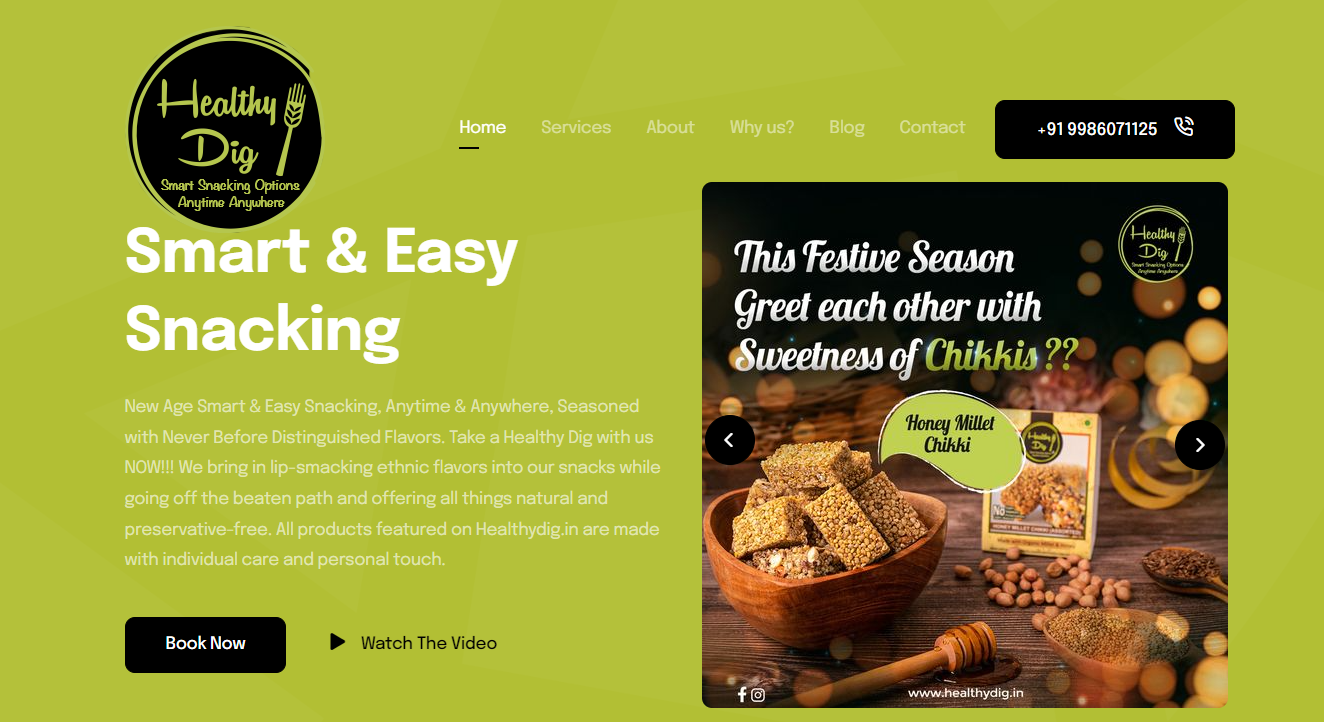 Healthy
Dig
Smart Snacking Options
Anytime Anywhere
Home
Services
About
Why us?
Blog
Contact
+91 9986071125
Smart & Easy
Snacking
New Age Smart & Easy Snacking, Anytime & Anywhere, Seasoned
with Never Before Distinguished Flavors. Take a Healthy Dig with us
NOW!!! We bring in lip-smacking ethnic flavors into our snacks while
going off the beaten path and offering all things natural and
preservative-free. All products featured on Healthydig.in are made
with individual care and personal touch.
Book Now
Watch The Video
Healthy
Dig
Smart Snacking Options
Anytime Anywhere
This Festive Season
Greet each other with
Sweetness of Chikkis ??
Honey Millet
Chikki
Healthy
Dig
No
HONEY MILLET CHIKKI
www.healthydig.in